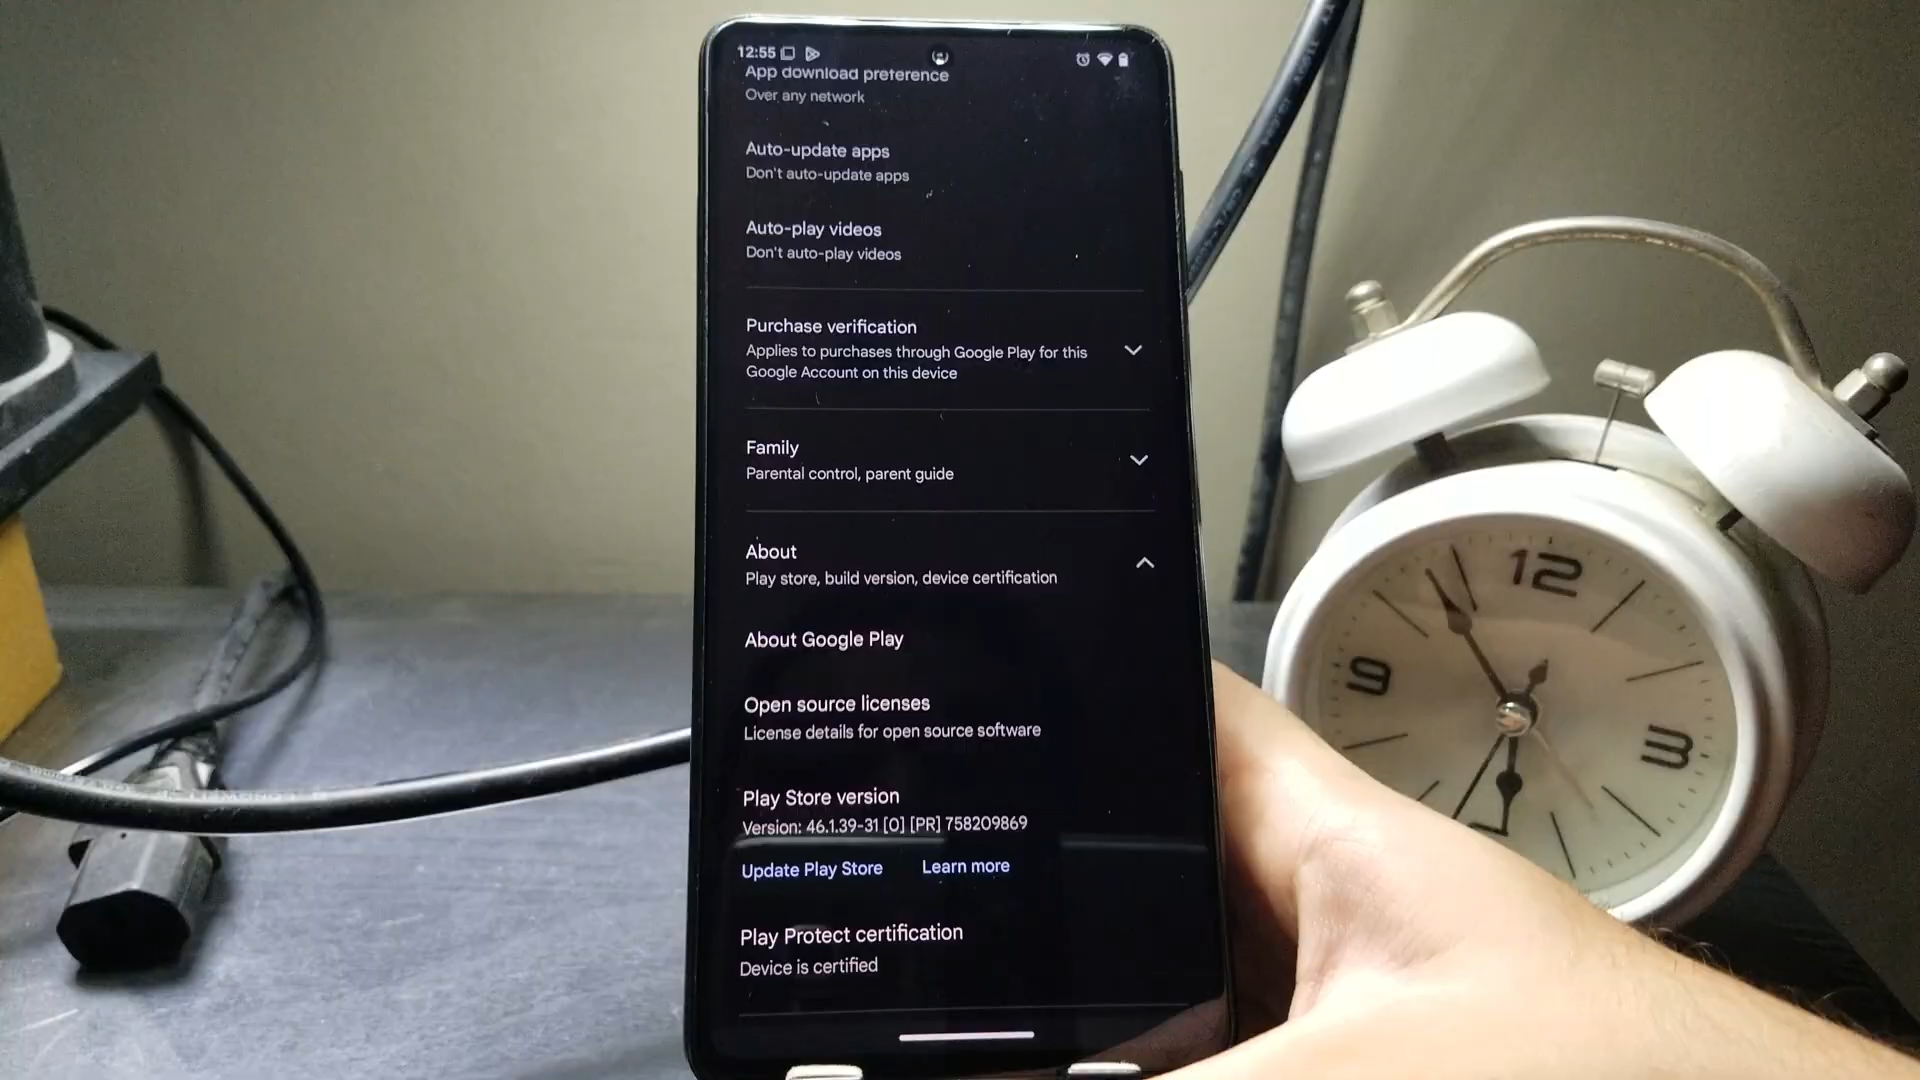 12:55
App download preference
Over any network
Auto-update apps
Don't auto-update apps
Auto-play videos
Don't auto-play videos
Purchase verification
Applies to purchases through Google Play for this
Google Account on this device
Family
Parental control, parent guide
About
Play store, build version, device certification
About Google Play
Open source licenses
License details for open source software
Play Store version
Version: 46.1.39-31 [0] [PR] 758209869
Update Play Store
Learn more
Play Protect certification
Device is certified
12
9
3